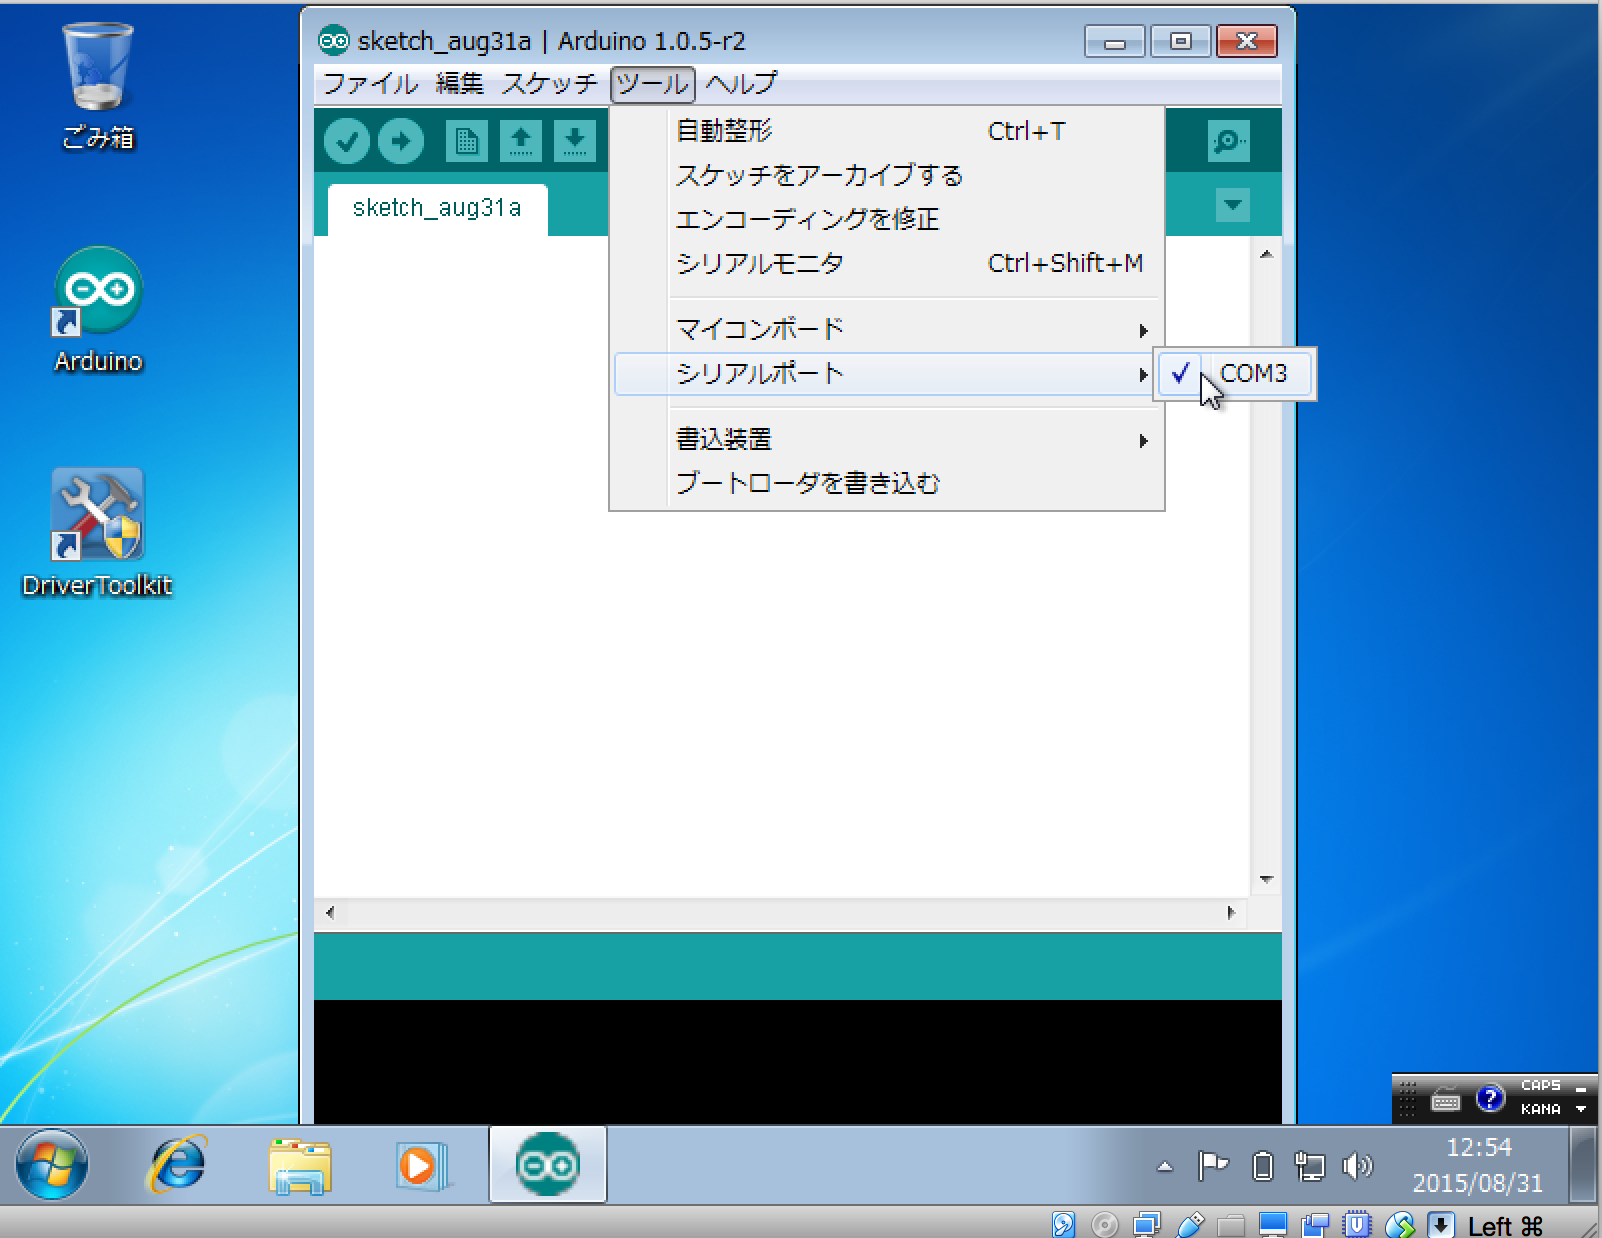 ごみ箱
Arduino
DriverToolkit
sketch_aug31a | Arduino 1.0.5-r2
ファイル 編集 スケッチ ツール ヘルプ
sketch_aug31a
自動整形 Ctrl+T
スケッチをアーカイブする
エンコーディングを修正
シリアルモニタ Ctrl+Shift+M
マイコンボード
シリアルポート
COM3
書込装置
ブートローダを書き込む
CAPS
KANA
12:54
2015/08/31
Left ⌘